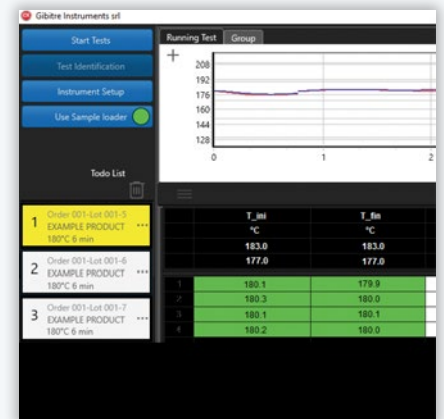 Gibitre Instruments srl
Start Tests
Test Identification
Instrument Setup
Use Sample loader
Todo List
1 Order 001-Lot 001-5
EXAMPLE PRODUCT ...
180°C 6 min
2 Order 001-Lot 001-6
EXAMPLE PRODUCT ...
180°C 6 min
3 Order 001-Lot 001-7
EXAMPLE PRODUCT ...
180°C 6 min
Running Test Group
208
192
176
160
144
128
0 1 2
T_ini T_fin
°C °C
183.0 183.0
177.0 177.0
1 180.1 179.9
2 180.3 180.0
3 180.1 180.1
4 180.2 180.0